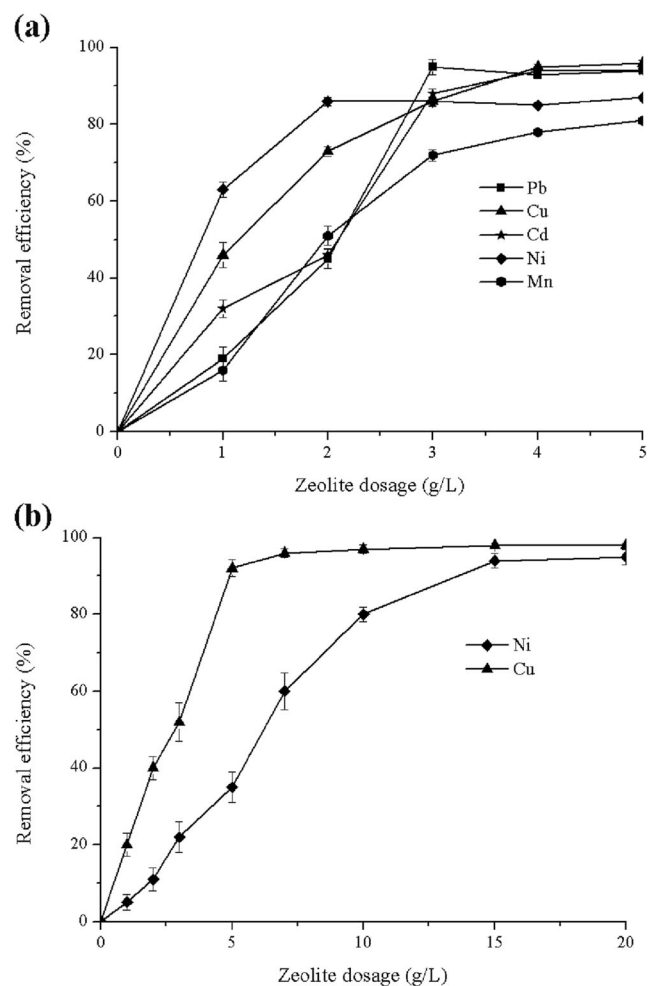 (a)
100
80
60
40
20
0
Removal efficiency (%)
Pb
Cu
Cd
Ni
Mn
0 1 2 3 4 5
Zeolite dosage (g/L)
(b)
100
80
60
40
20
0
Removal efficiency (%)
Ni
Cu
0 5 10 15 20
Zeolite dosage (g/L)